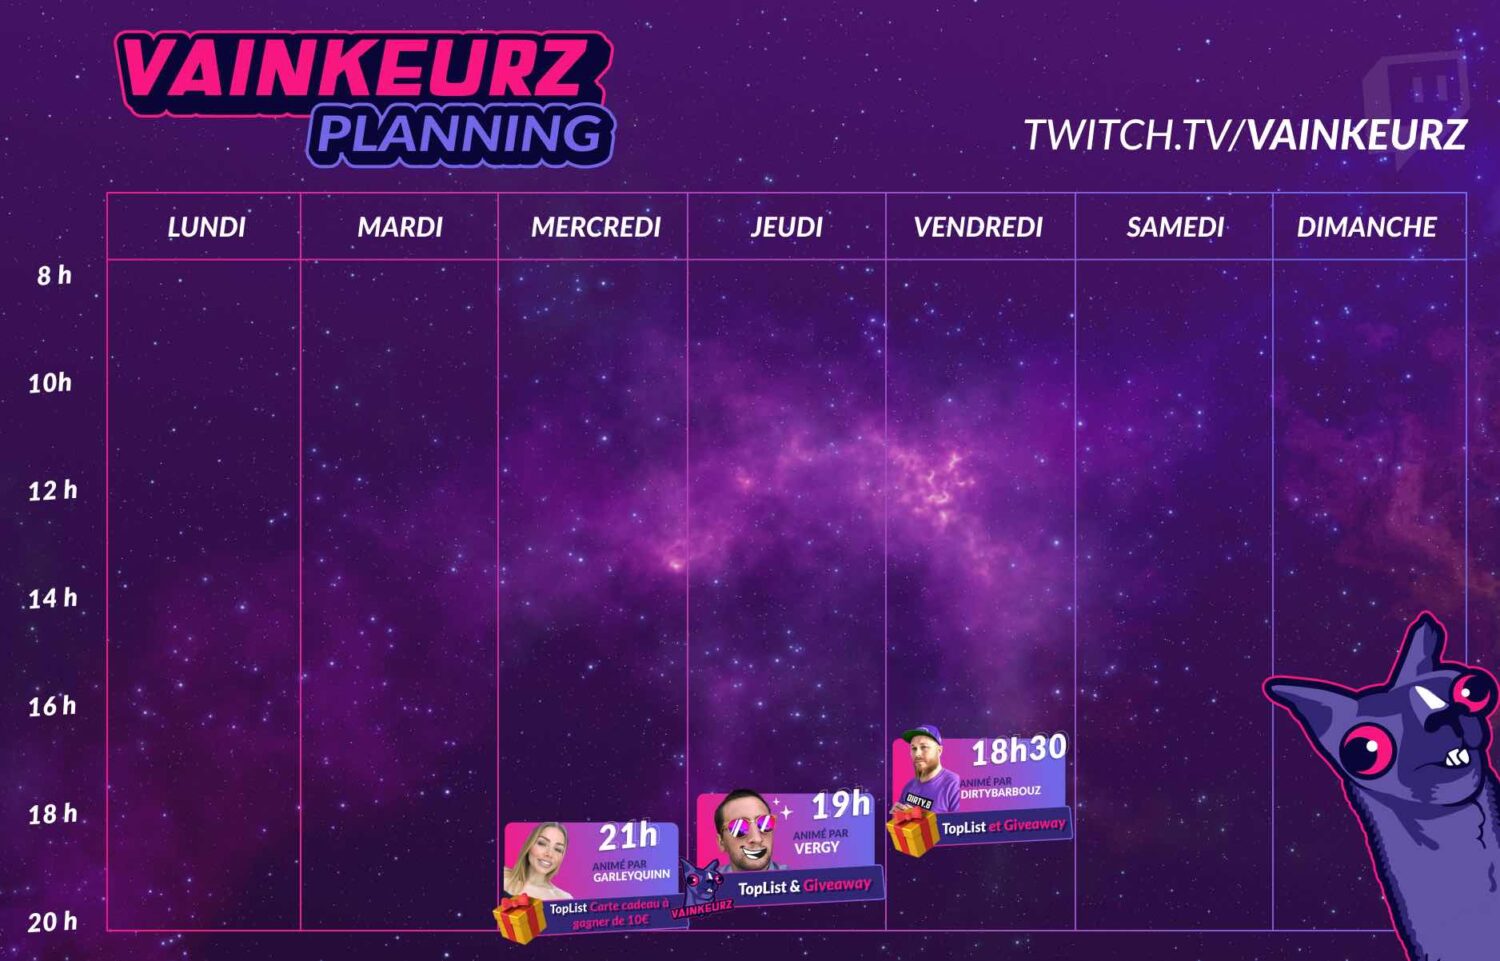 VAINKEURZ
PLANNING
TWITCH.TV/VAINKEURZ
LUNDI MARDI MERCREDI JEUDI VENDREDI SAMEDI DIMANCHE
8 h
10h
12 h
14 h
16 h
18h30
ANIMÉ PAR
DIRTYBARBOUZ
DIRTY.B
TopList et Giveaway
18 h
19h
ANIMÉ PAR
VERGY
TopList & Giveaway
VAINKEURZ
21h
ANIMÉ PAR
GARLEYQUINN
TopList Carte cadeau à
gagner de 10€
20 h